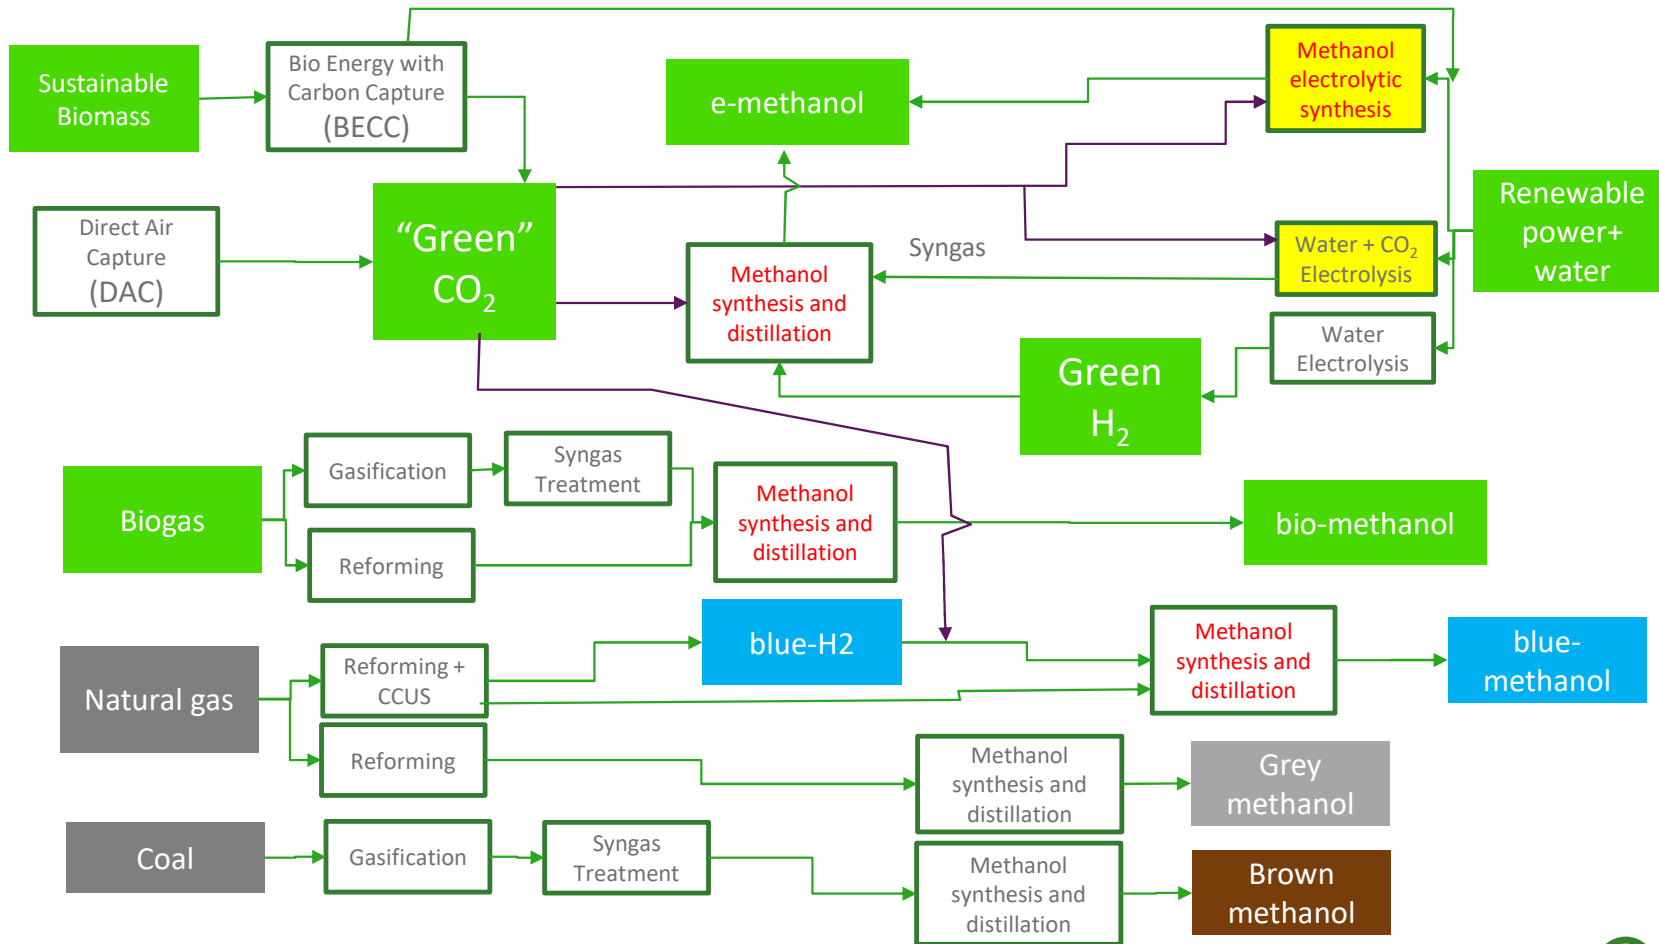 Sustainable
Biomass
Bio Energy with
Carbon Capture
(BECC)
e-methanol
Methanol
electrolytic
synthesis
Direct Air
Capture
(DAC)
“Green”
CO₂
Methanol
synthesis and
distillation
Syngas
Water + CO₂
Electrolysis
Renewable
power+
water
Water
Electrolysis
Green
H₂
Biogas
Gasification
Syngas
Treatment
Reforming
Methanol
synthesis and
distillation
bio-methanol
Natural gas
Reforming +
CCUS
Reforming
blue-H2
Methanol
synthesis and
distillation
blue-
methanol
Methanol
synthesis and
distillation
Grey
methanol
Coal
Gasification
Syngas
Treatment
Methanol
synthesis and
distillation
Brown
methanol